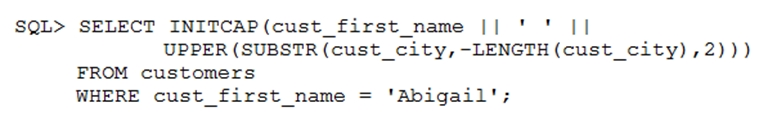 SQL> SELECT INITCAP(cust_first_name || ' ' ||
UPPER(SUBSTR(cust_city,-LENGTH(cust_city),2)))
FROM customers
WHERE cust_first_name = 'Abigail';